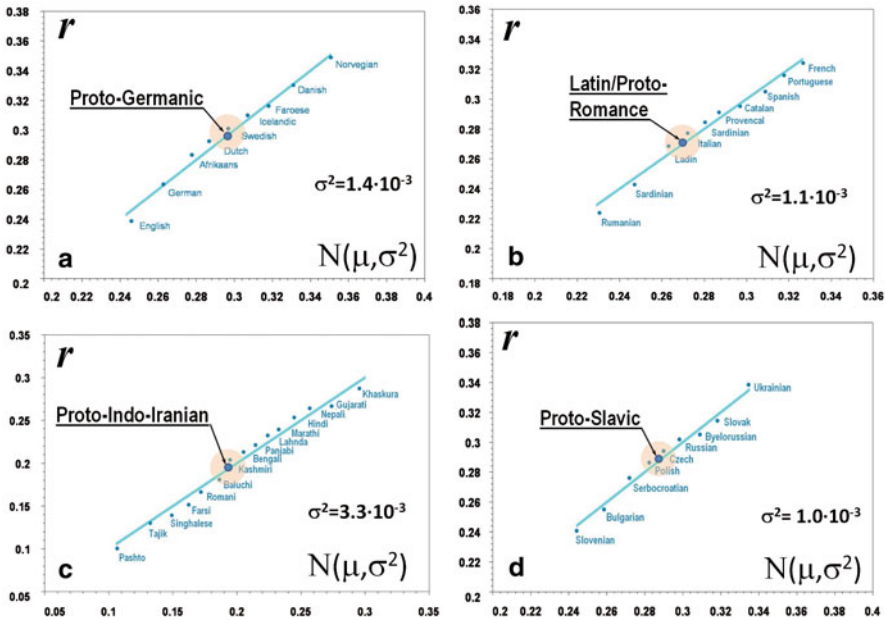 r
0.38
0.36
0.34
0.32
0.3
0.28
0.26
0.24
0.22
0.2
Norwegian
Danish
Faroese
Icelandic
Swedish
Dutch
Afrikaans
German
English
Proto-Germanic
σ²=1.4·10⁻³
a
N(μ,σ²)
0.2 0.22 0.24 0.26 0.28 0.3 0.32 0.34 0.36 0.38 0.4
r
0.36
0.34
0.32
0.3
0.28
0.26
0.24
0.22
0.2
0.18
French
Portuguese
Spanish
Catalan
Provencal
Sardinian
Italian
Ladin
Sardinian
Rumanian
Latin/Proto-
Romance
σ²=1.1·10⁻³
b
N(μ,σ²)
0.18 0.2 0.22 0.24 0.26 0.28 0.3 0.32 0.34 0.36
r
0.35
0.3
0.25
0.2
0.15
0.1
0.05
Khaskura
Gujarati
Nepali
Hindi
Marathi
Lahnda
Panjabi
Bengali
Kashmiri
Baluchi
Romani
Farsi
Singhalese
Tajik
Pashto
Proto-Indo-Iranian
σ²=3.3·10⁻³
c
N(μ,σ²)
0.05 0.1 0.15 0.2 0.25 0.3 0.35
r
0.38
0.36
0.34
0.32
0.3
0.28
0.26
0.24
0.22
0.2
Ukrainian
Slovak
Byelorussian
Russian
Czech
Polish
Serbocroatian
Bulgarian
Slovenian
Proto-Slavic
σ²= 1.0·10⁻³
d
N(μ,σ²)
0.2 0.22 0.24 0.26 0.28 0.3 0.32 0.34 0.36 0.38